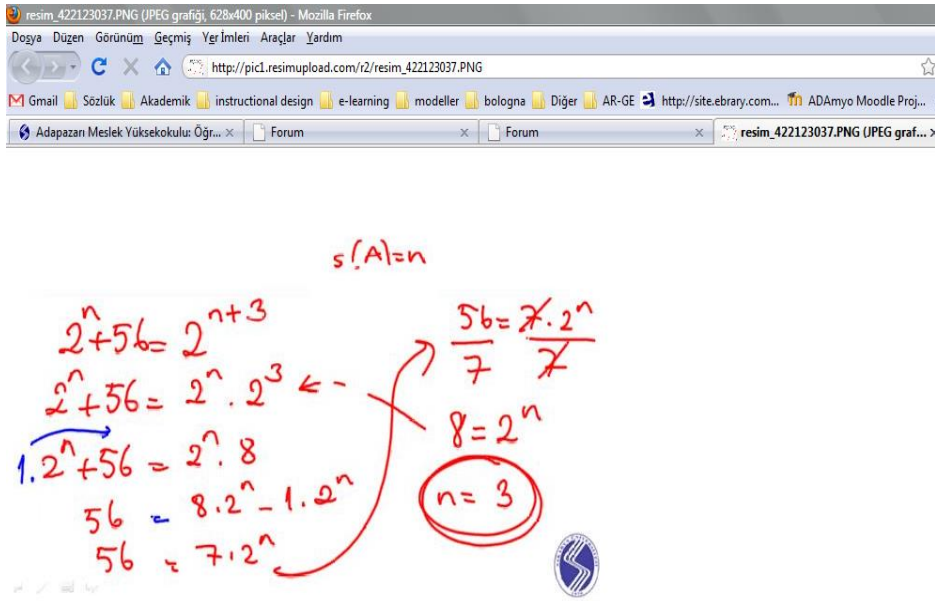 resim_422123037.PNG (JPEG grafiği, 628x400 piksel) - Mozilla Firefox
Dosya Düzen Görünüm Geçmiş Yer İmleri Araçlar Yardım
http://pic1.resimupload.com/r2/resim_422123037.PNG
Gmail Sözlük Akademik instructional design e-learning modeller bologna Diğer AR-GE http://site.ebrary.com... ADAmyo Moodle Proj...
Adapazarı Meslek Yüksekokulu: Öğr... Forum Forum resim_422123037.PNG (JPEG graf...
s(A)=n
2^n+56=2^{n+3}
2^n+56=2^n.2^3
1.2^n+56=2^n.8
56=8.2^n-1.2^n
56=7.2^n
56/7=7.2^n/7
8=2^n
n=3